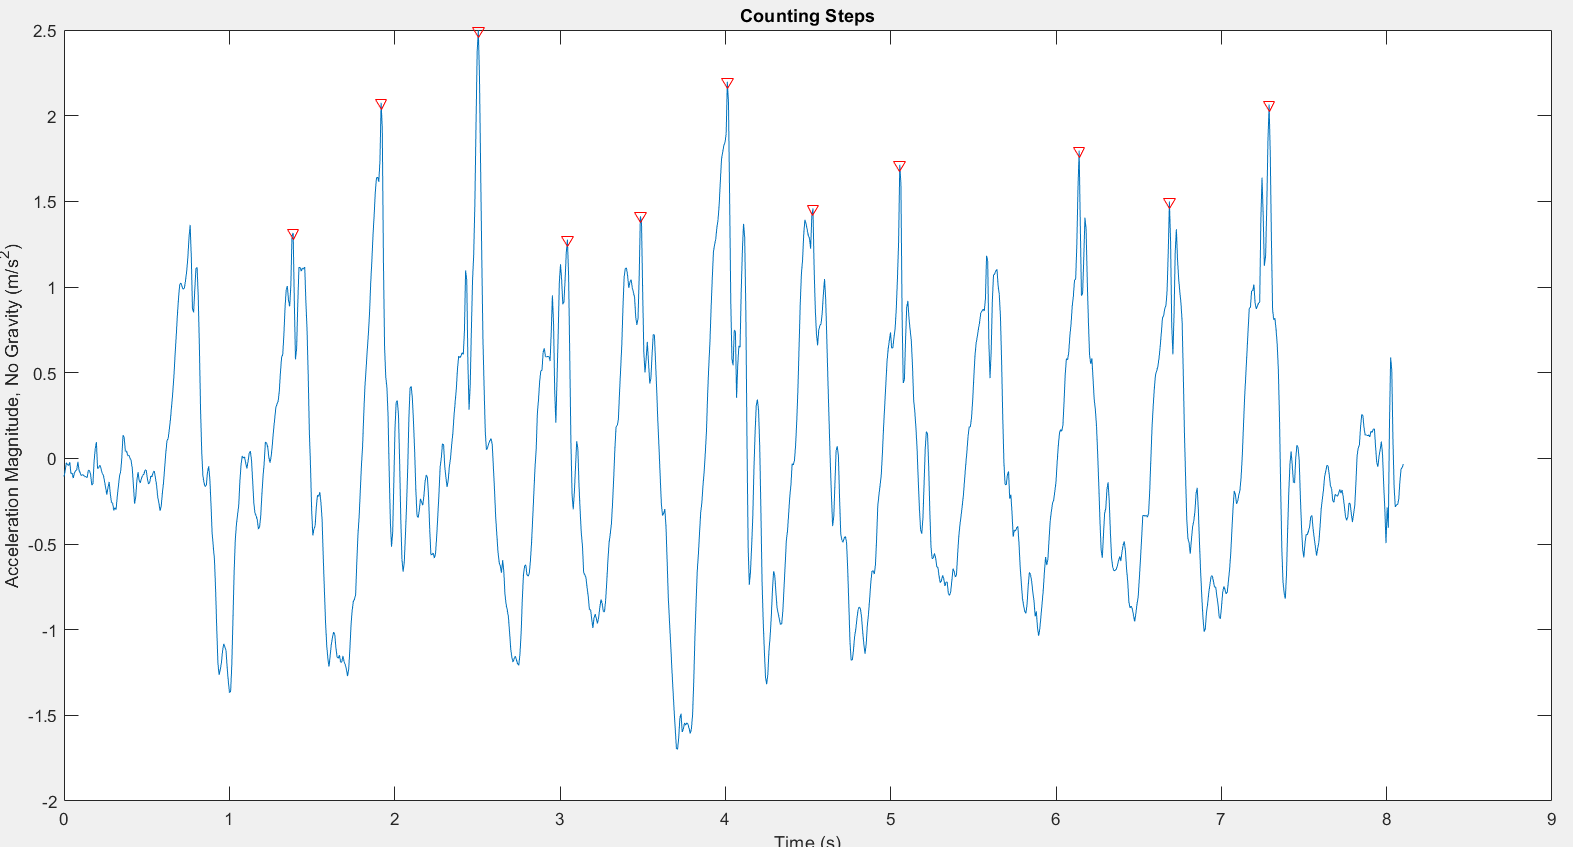 Counting Steps
Acceleration Magnitude, No Gravity (m/s²)
2.5
2
1.5
1
0.5
0
-0.5
-1
-1.5
-2
0 1 2 3 4 5 6 7 8 9
Time (s)